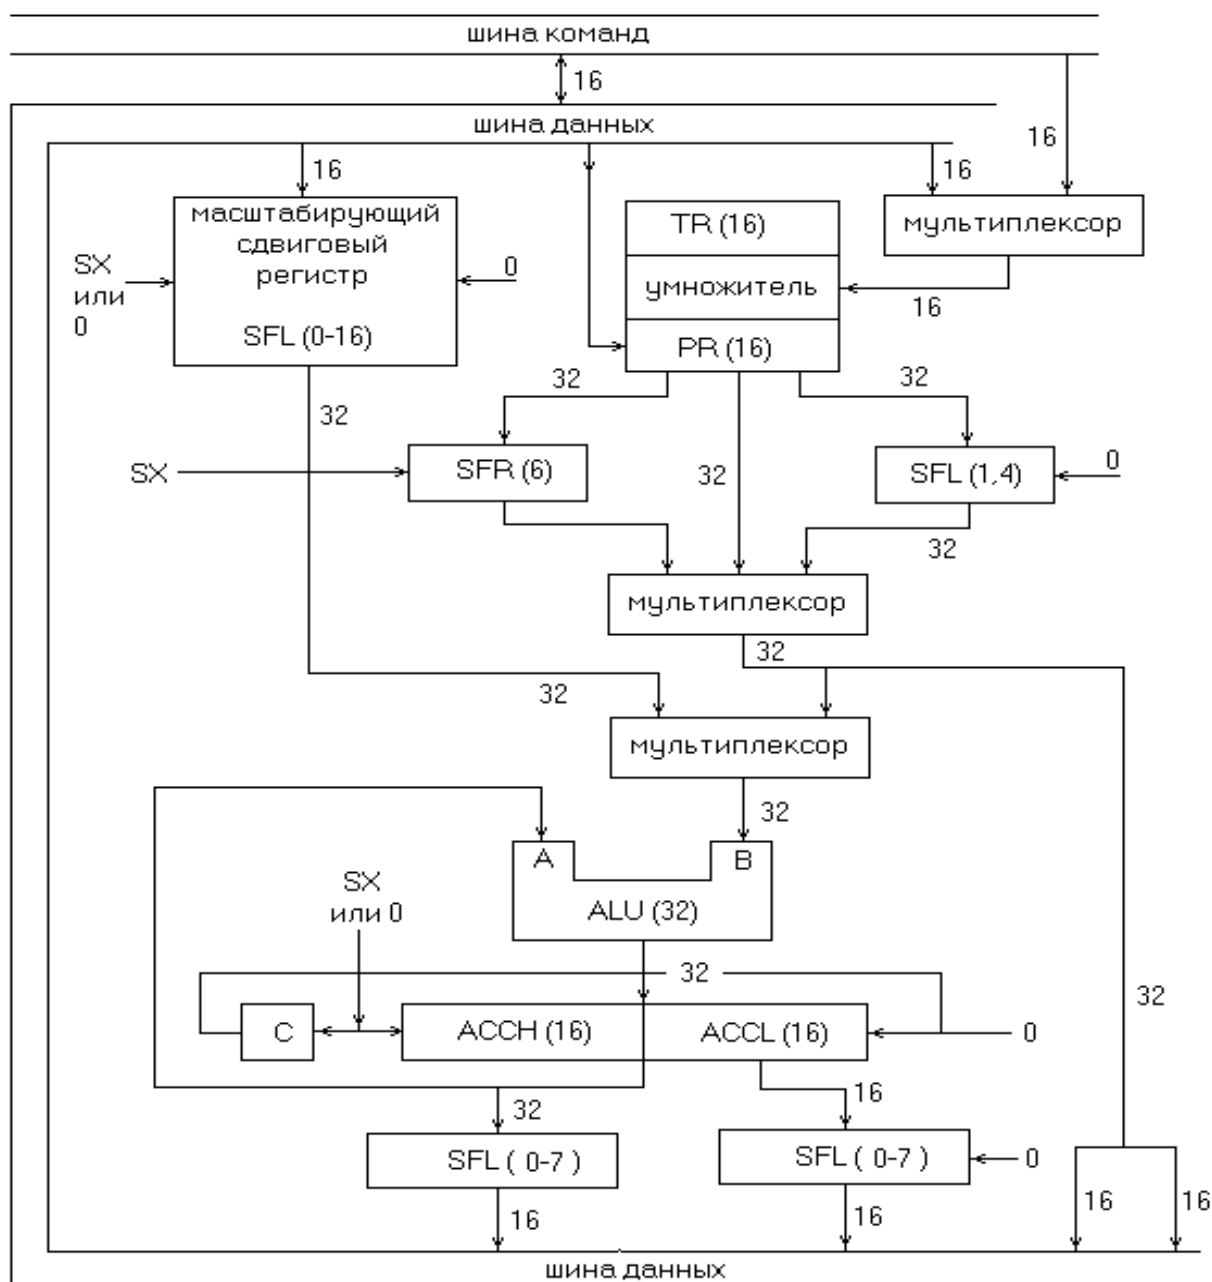 шина команд
16
шина данных
16
16
16
масштабирующий
сдвиговый
регистр
SFL (0-16)
SX
или
0
0
TR (16)
умножитель
PR (16)
мультиплексор
16
32
32
32
SX
SFR (6)
32
SFL (1,4)
0
32
мультиплексор
32
32
мультиплексор
32
A
B
ALU (32)
SX
или 0
32
32
C
ACCH (16)
ACCL (16)
0
32
16
SFL ( 0-7 )
SFL ( 0-7 )
0
16
16
16
16
шина данных